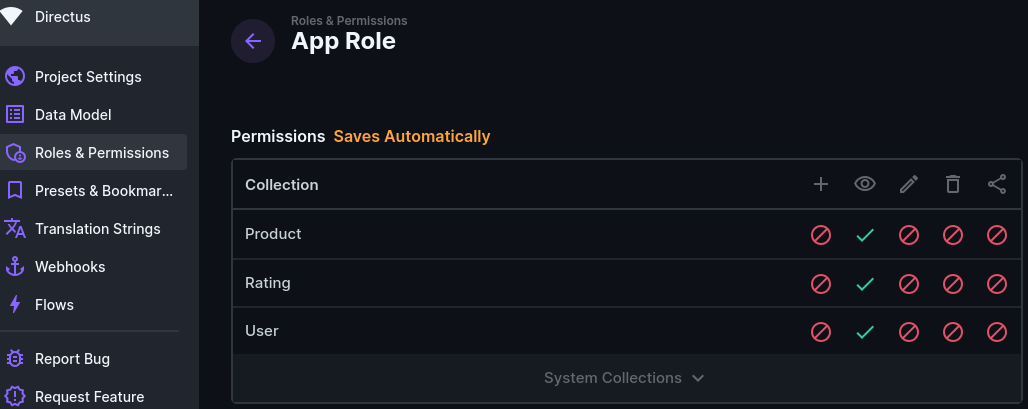 Directus
Project Settings
Data Model
Roles & Permissions
Presets & Bookmar...
Translation Strings
Webhooks
Flows
Report Bug
Request Feature
Roles & Permissions
App Role
Permissions Saves Automatically
Collection
Product
Rating
User
System Collections